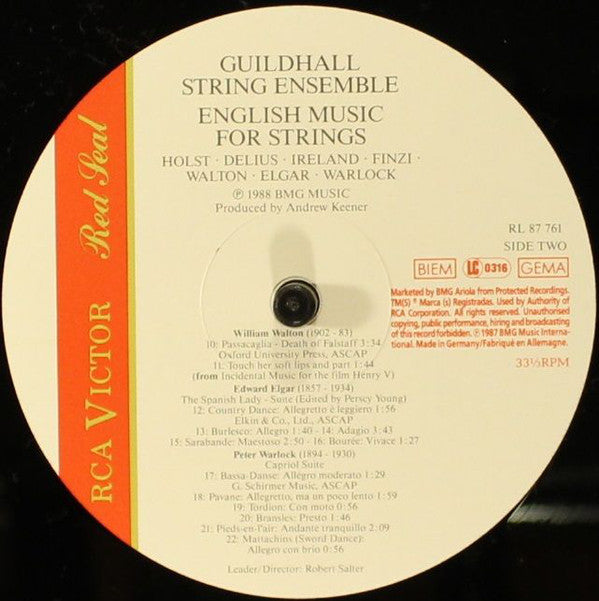 GUILDHALL
STRING ENSEMBLE
ENGLISH MUSIC
FOR STRINGS
HOLST · DELIUS · IRELAND · FINZI ·
WALTON · ELGAR · WARLOCK
℗ 1988 BMG MUSIC
Produced by Andrew Keener
RCA VICTOR Red Seal
RL 87 761
SIDE TWO
BIEM LC 0316 GEMA
Marketed by BMG Ariola from Protected Recordings.
TM(S) ® Marca (s) Registradas. Used by Authority of
RCA Corporation. All rights reserved. Unauthorised
copying, public performance, hiring and broadcasting
of this record forbidden. ℗ 1987 BMG Music Interna-
tional. Made in Germany/Fabriqué en Allemagne.
33⅓RPM
William Walton (1902 - 83)
10: Passacaglia - Death of Falstaff 3:34
Oxford University Press, ASCAP
11: Touch her soft lips and part 1:44
(from Incidental Music for the film Henry V)
Edward Elgar (1857 - 1934)
The Spanish Lady - Suite (Edited by Persey Young)
12: Country Dance: Allegretto è leggiero 1:56
Elkin & Co., Ltd., ASCAP
13: Burlesco: Allegro 1:40 - 14: Adagio 3:43
15: Sarabande: Maestoso 2:50 - 16: Bourée: Vivace 1:27
Peter Warlock (1894 - 1930)
Capriol Suite
17: Bassa-Danse: Allegro moderato 1:29
G. Schirmer Music, ASCAP
18: Pavane: Allegretto, ma un poco lento 1:59
19: Tordion: Con moto 0:56
20: Bransles: Presto 1:46
21: Pieds-en-l'air: Andante tranquillo 2:09
22: Mattachins (Sword Dance):
Allegro con brio 0:56
Leader/Director: Robert Salter